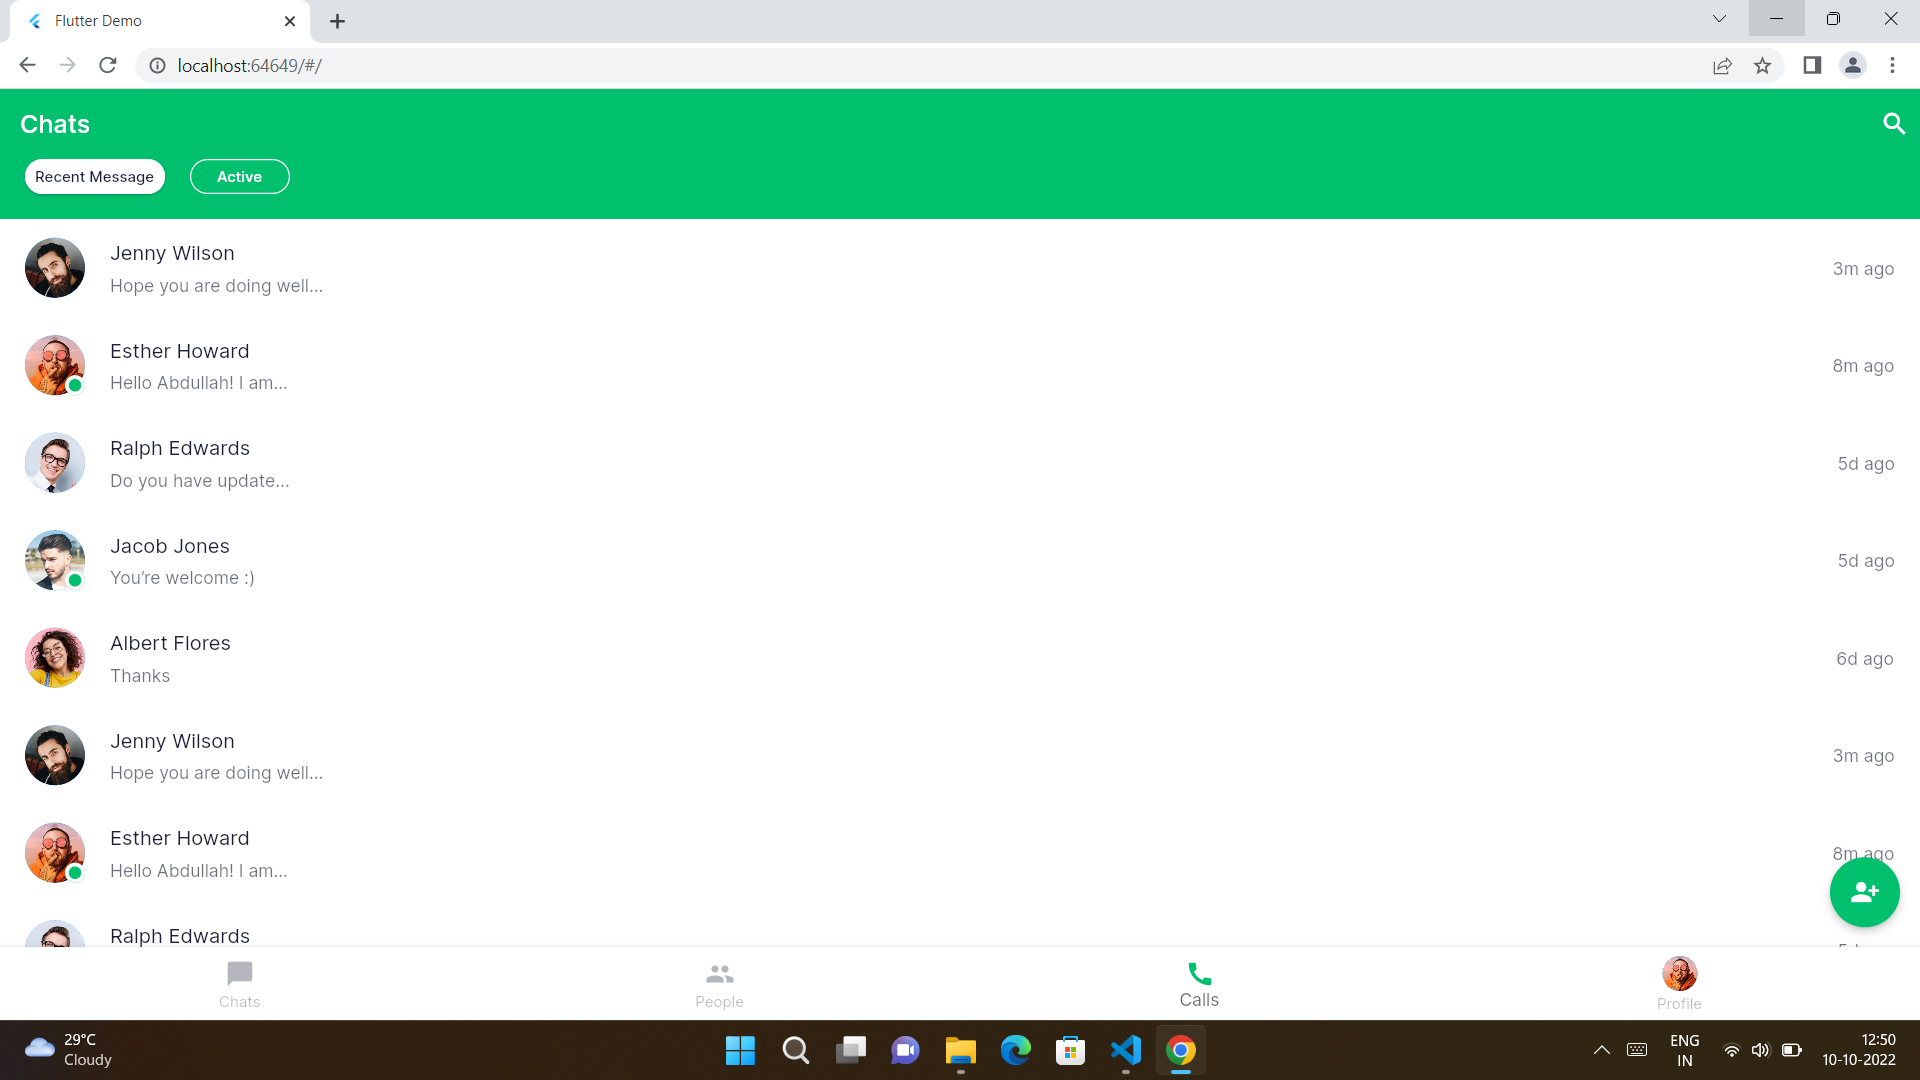 Flutter Demo
localhost:64649/#/
Chats
Recent Message
Active
Jenny Wilson
Hope you are doing well...
3m ago
Esther Howard
Hello Abdullah! I am...
8m ago
Ralph Edwards
Do you have update...
5d ago
Jacob Jones
You’re welcome :)
5d ago
Albert Flores
Thanks
6d ago
Jenny Wilson
Hope you are doing well...
3m ago
Esther Howard
Hello Abdullah! I am...
8m ago
Ralph Edwards
Chats
People
Calls
Profile
29°C
Cloudy
ENG
IN
12:50
10-10-2022